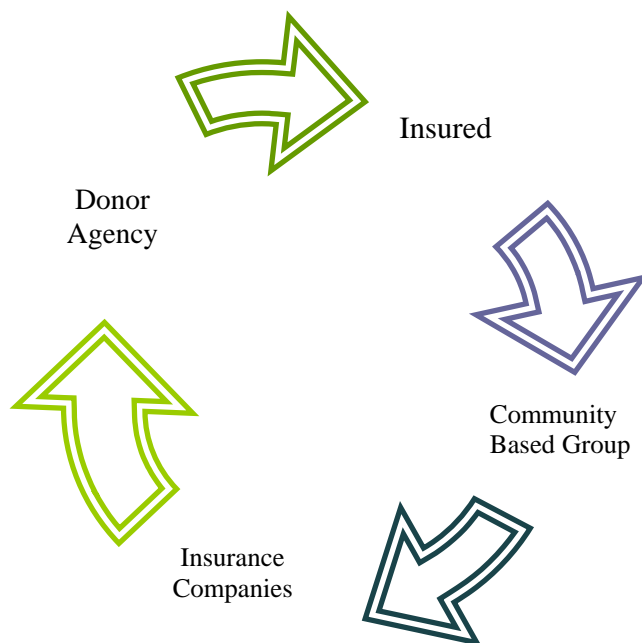 Insured
Donor
Agency
Community
Based Group
Insurance
Companies